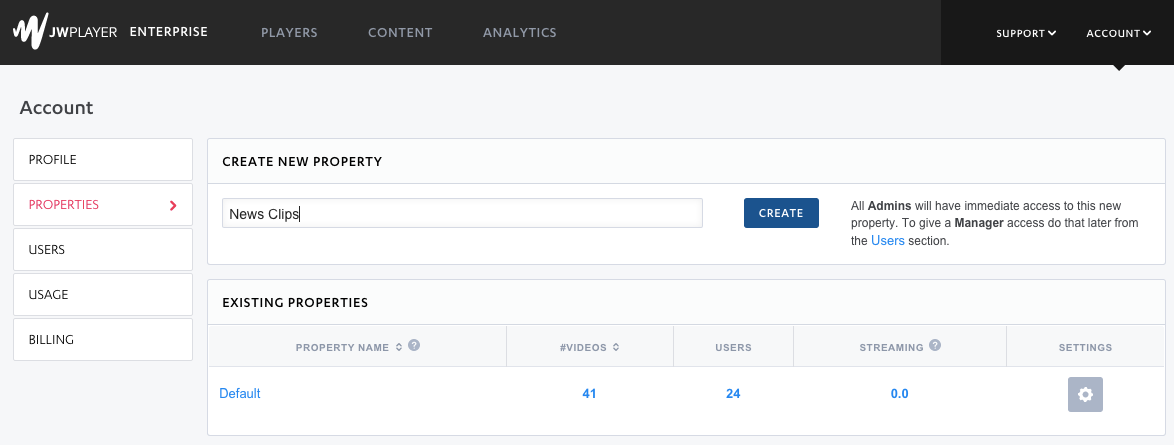 JWPLAYER ENTERPRISE PLAYERS CONTENT ANALYTICS SUPPORT ACCOUNT
Account
PROFILE
PROPERTIES
USERS
USAGE
BILLING
CREATE NEW PROPERTY
News Clips
CREATE
All Admins will have immediate access to this new
property. To give a Manager access do that later from
the Users section.
EXISTING PROPERTIES
PROPERTY NAME ? #VIDEOS USERS STREAMING ? SETTINGS
Default 41 24 0.0